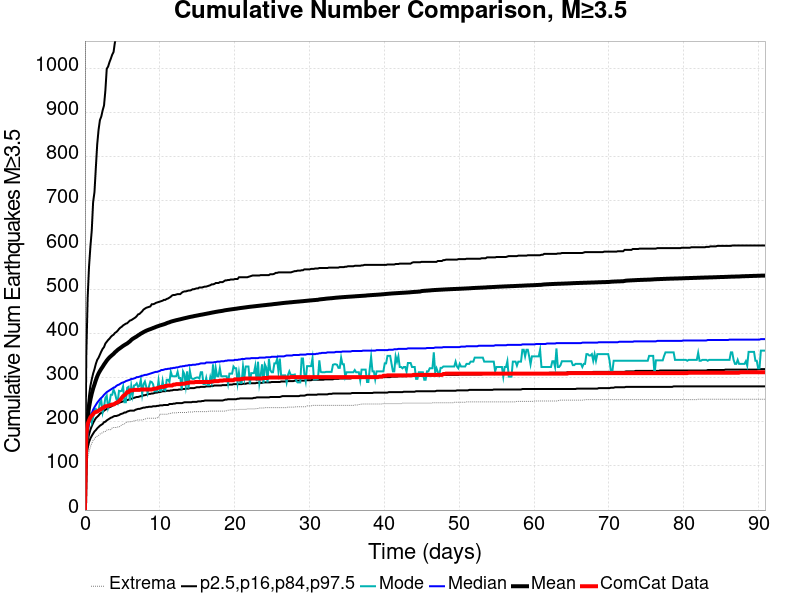 Cumulative Number Comparison, M≥3.5
Cumulative Num Earthquakes M≥3.5
1000
900
800
700
600
500
400
300
200
100
0
0 10 20 30 40 50 60 70 80 90
Time (days)
Extrema p2.5,p16,p84,p97.5 Mode Median Mean ComCat Data